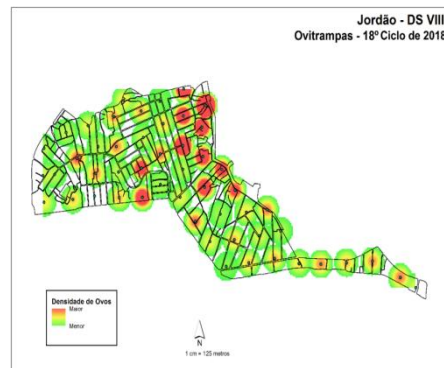 Jordão - DS VIII
Ovitrampas - 18º Ciclo de 2018
Densidade de Ovos
Maior
Menor
N
1 cm = 125 metros